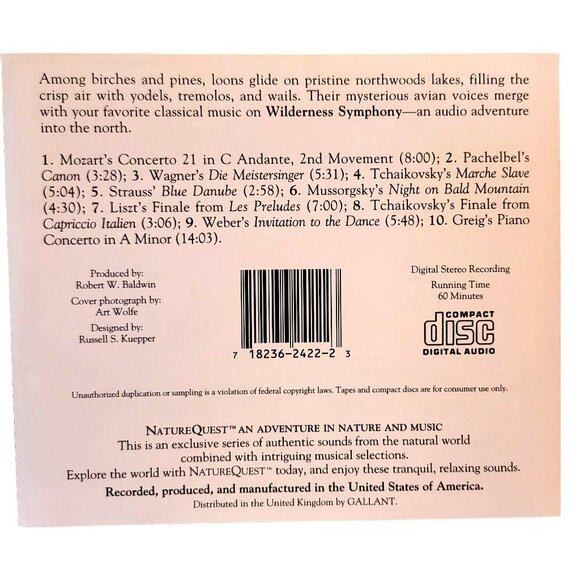 Among birches and pines, loons glide on pristine northwoods lakes, filling the
crisp air with yodels, tremolos, and wails. Their mysterious avian voices merge
with your favorite classical music on Wilderness Symphony—an audio adventure
into the north.
1. Mozart's Concerto 21 in C Andante, 2nd Movement (8:00); 2. Pachelbel's
Canon (3:28); 3. Wagner's Die Meistersinger (5:31); 4. Tchaikovsky's Marche Slave
(5:04); 5. Strauss' Blue Danube (2:58); 6. Mussorgsky's Night on Bald Mountain
(4:30); 7. Liszt's Finale from Les Preludes (7:00); 8. Tchaikovsky's Finale from
Capriccio Italien (3:06); 9. Weber's Invitation to the Dance (5:48); 10. Greig's Piano
Concerto in A Minor (14:03).
Produced by:
Robert W. Baldwin
Cover photograph by:
Art Wolfe
Designed by:
Russell S. Kuepper
7 18236-2422-2 3
Digital Stereo Recording
Running Time
60 Minutes
COMPACT
disc
DIGITAL AUDIO
Unauthorized duplication or sampling is a violation of federal copyright laws. Tapes and compact discs are for consumer use only.
NATUREQUEST™ AN ADVENTURE IN NATURE AND MUSIC
This is an exclusive series of authentic sounds from the natural world
combined with intriguing musical selections.
Explore the world with NATUREQUEST™ today, and enjoy these tranquil, relaxing sounds.
Recorded, produced, and manufactured in the United States of America.
Distributed in the United Kingdom by GALLANT.